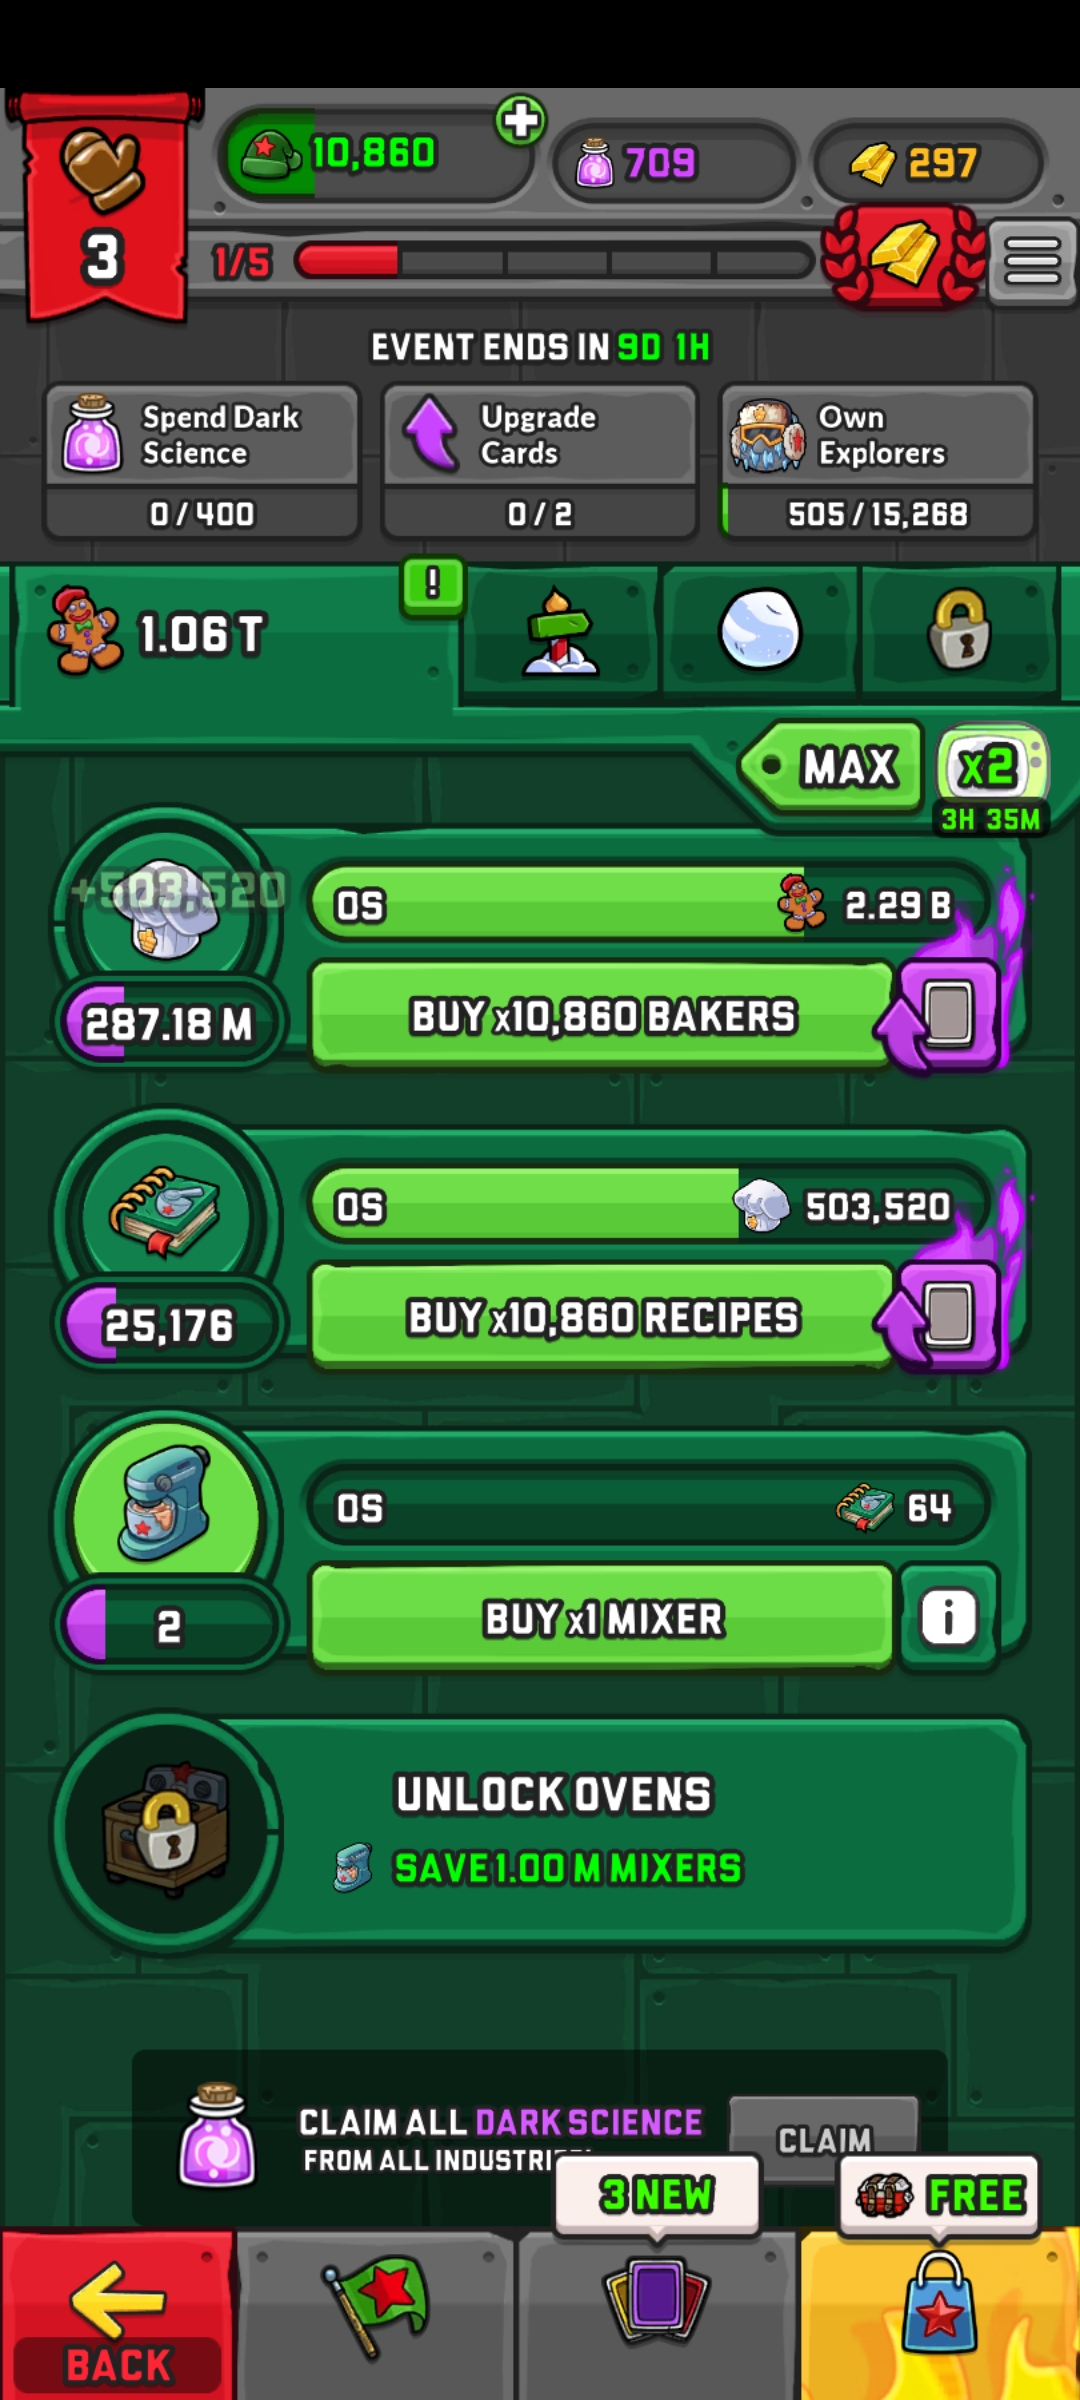 10,860
709
297
3
1/5
EVENT ENDS IN 9D 1H
Spend Dark
Science
0/400
Upgrade
Cards
0/2
Own
Explorers
505/15,268
1.06 T
!
MAX
x2
3H 35M
+503,520
0S
2.29 B
287.18 M
BUY x10,860 BAKERS
0S
503,520
25,176
BUY x10,860 RECIPES
0S
64
2
BUY x1 MIXER
i
UNLOCK OVENS
SAVE 1.00 M MIXERS
CLAIM ALL DARK SCIENCE
FROM ALL
CLAIM
3 NEW
FREE
BACK